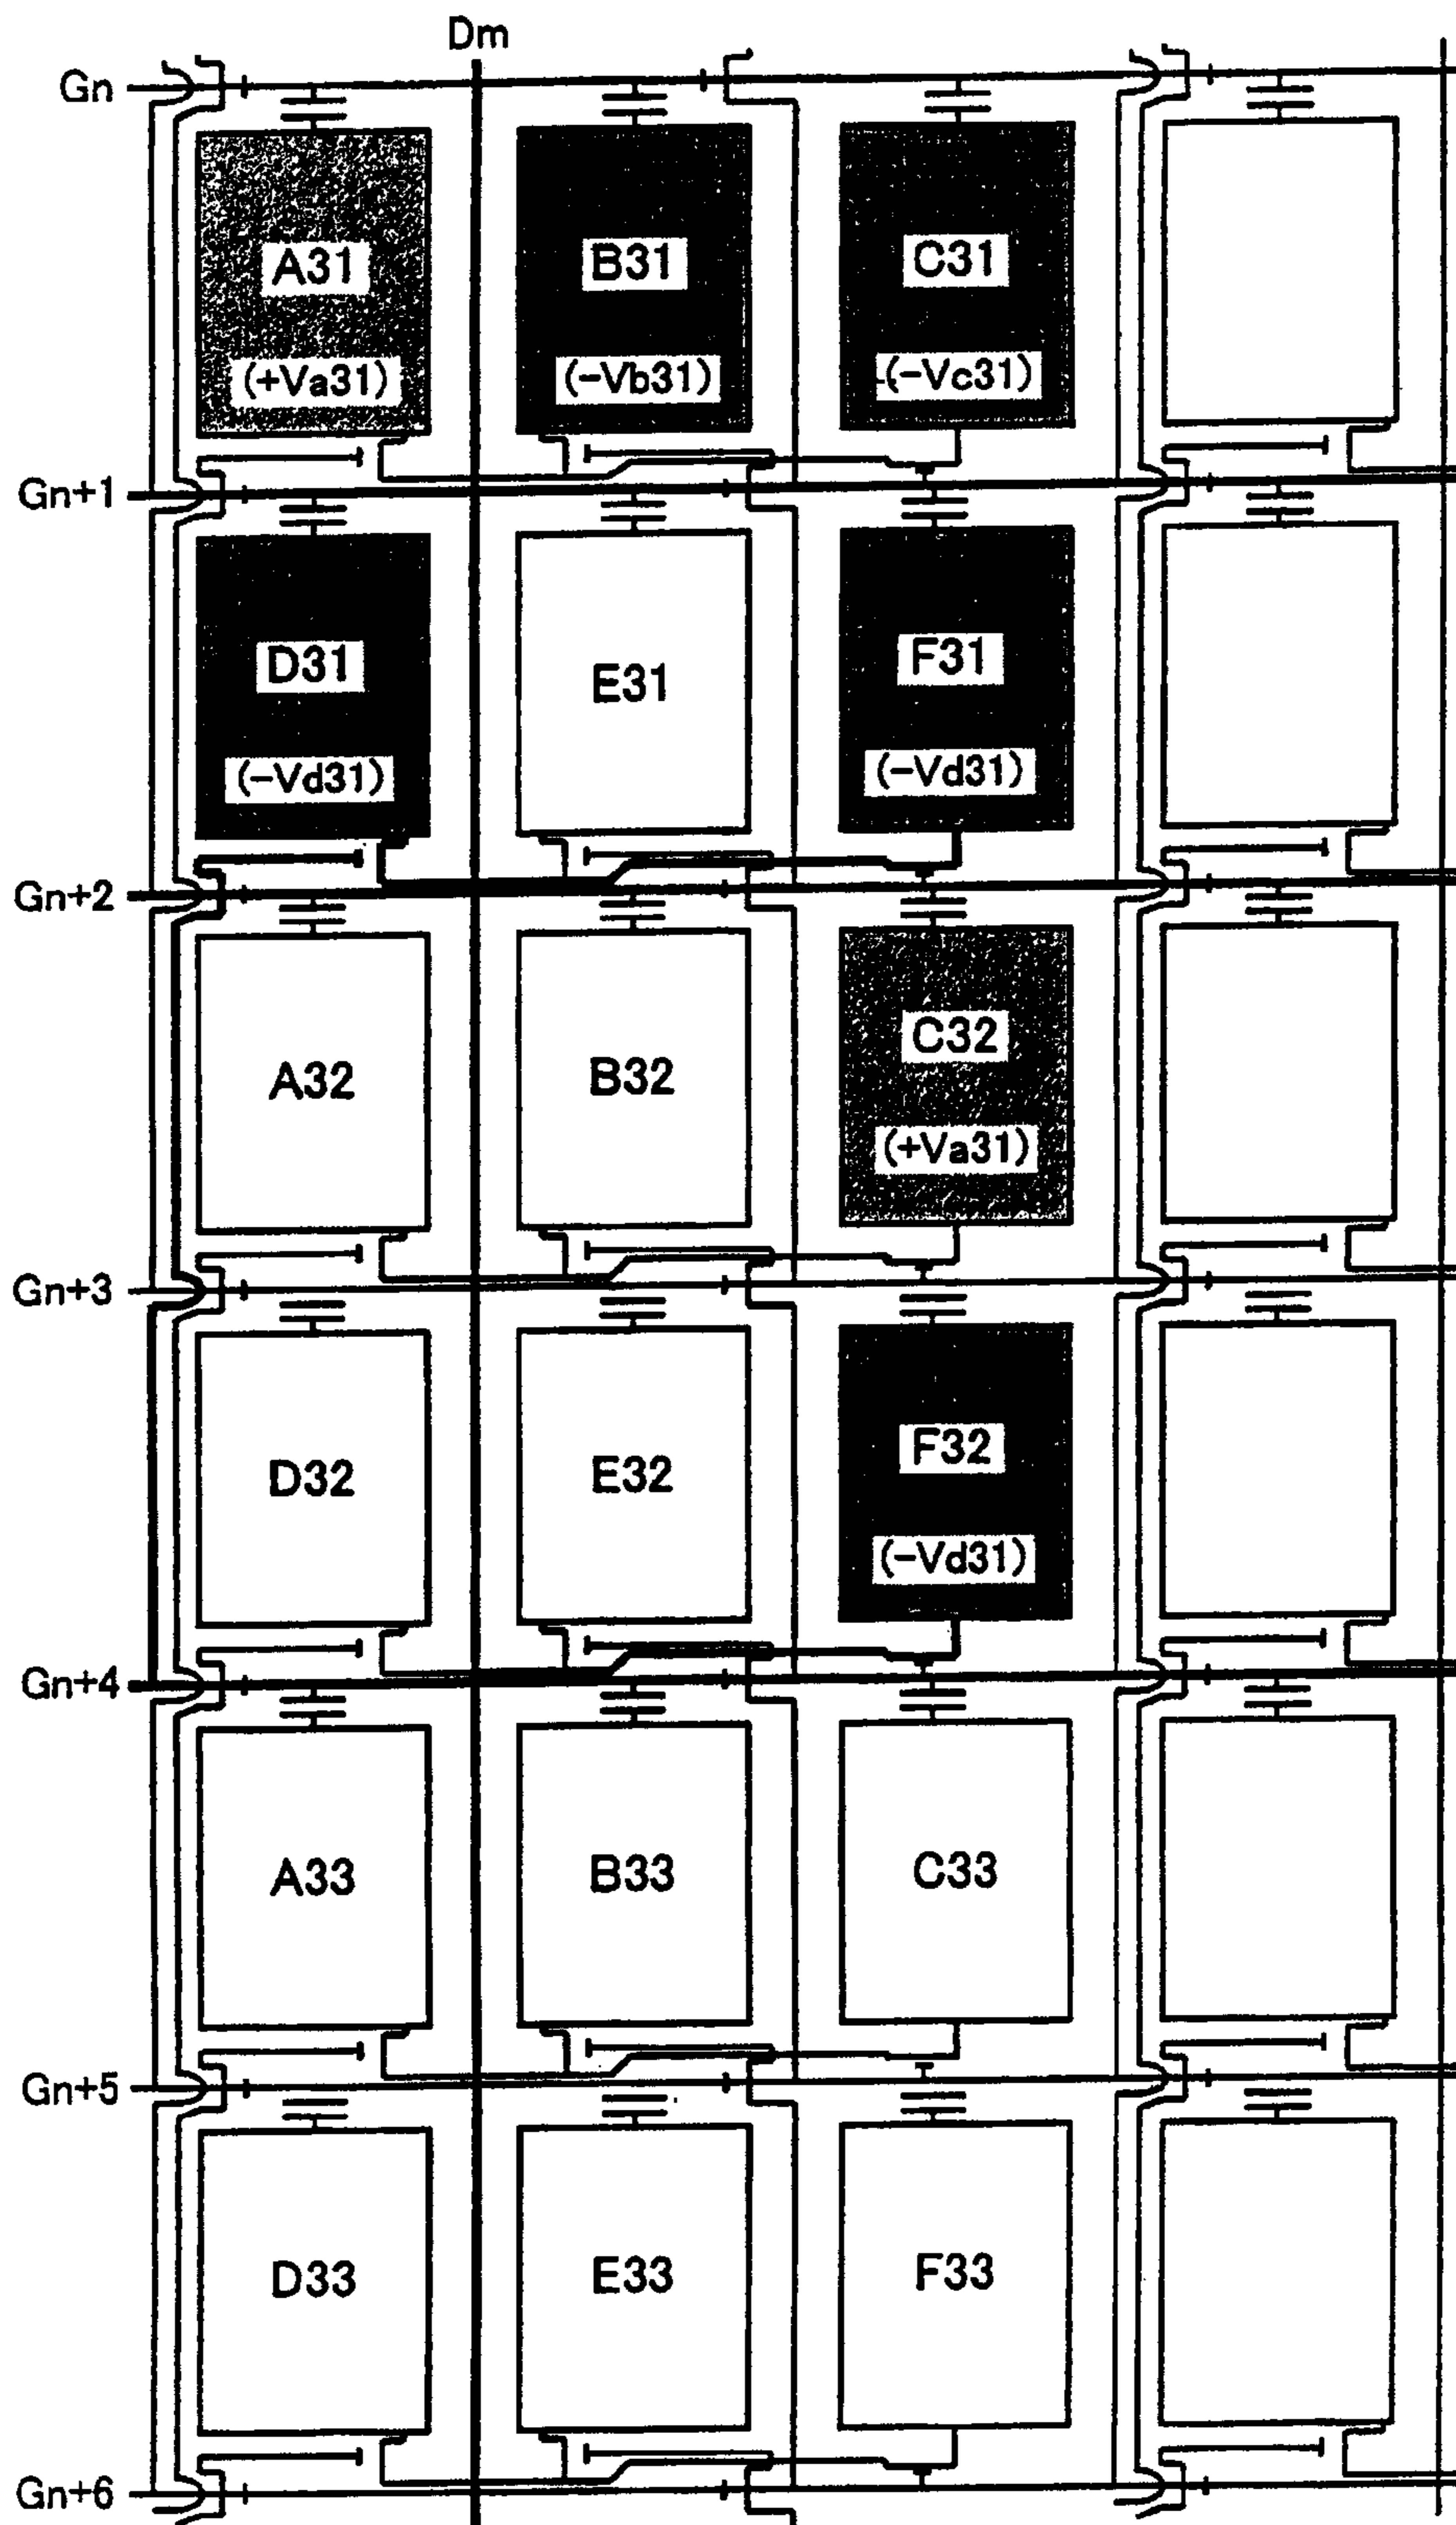 Dm
Gn
A31
B31
C31
(+Va31)
(-Vb31)
(-Vc31)
Gn+1
D31
E31
F31
(-Vd31)
(-Vd31)
Gn+2
A32
B32
C32
(+Va31)
Gn+3
D32
E32
F32
(-Vd31)
Gn+4
A33
B33
C33
Gn+5
D33
E33
F33
Gn+6